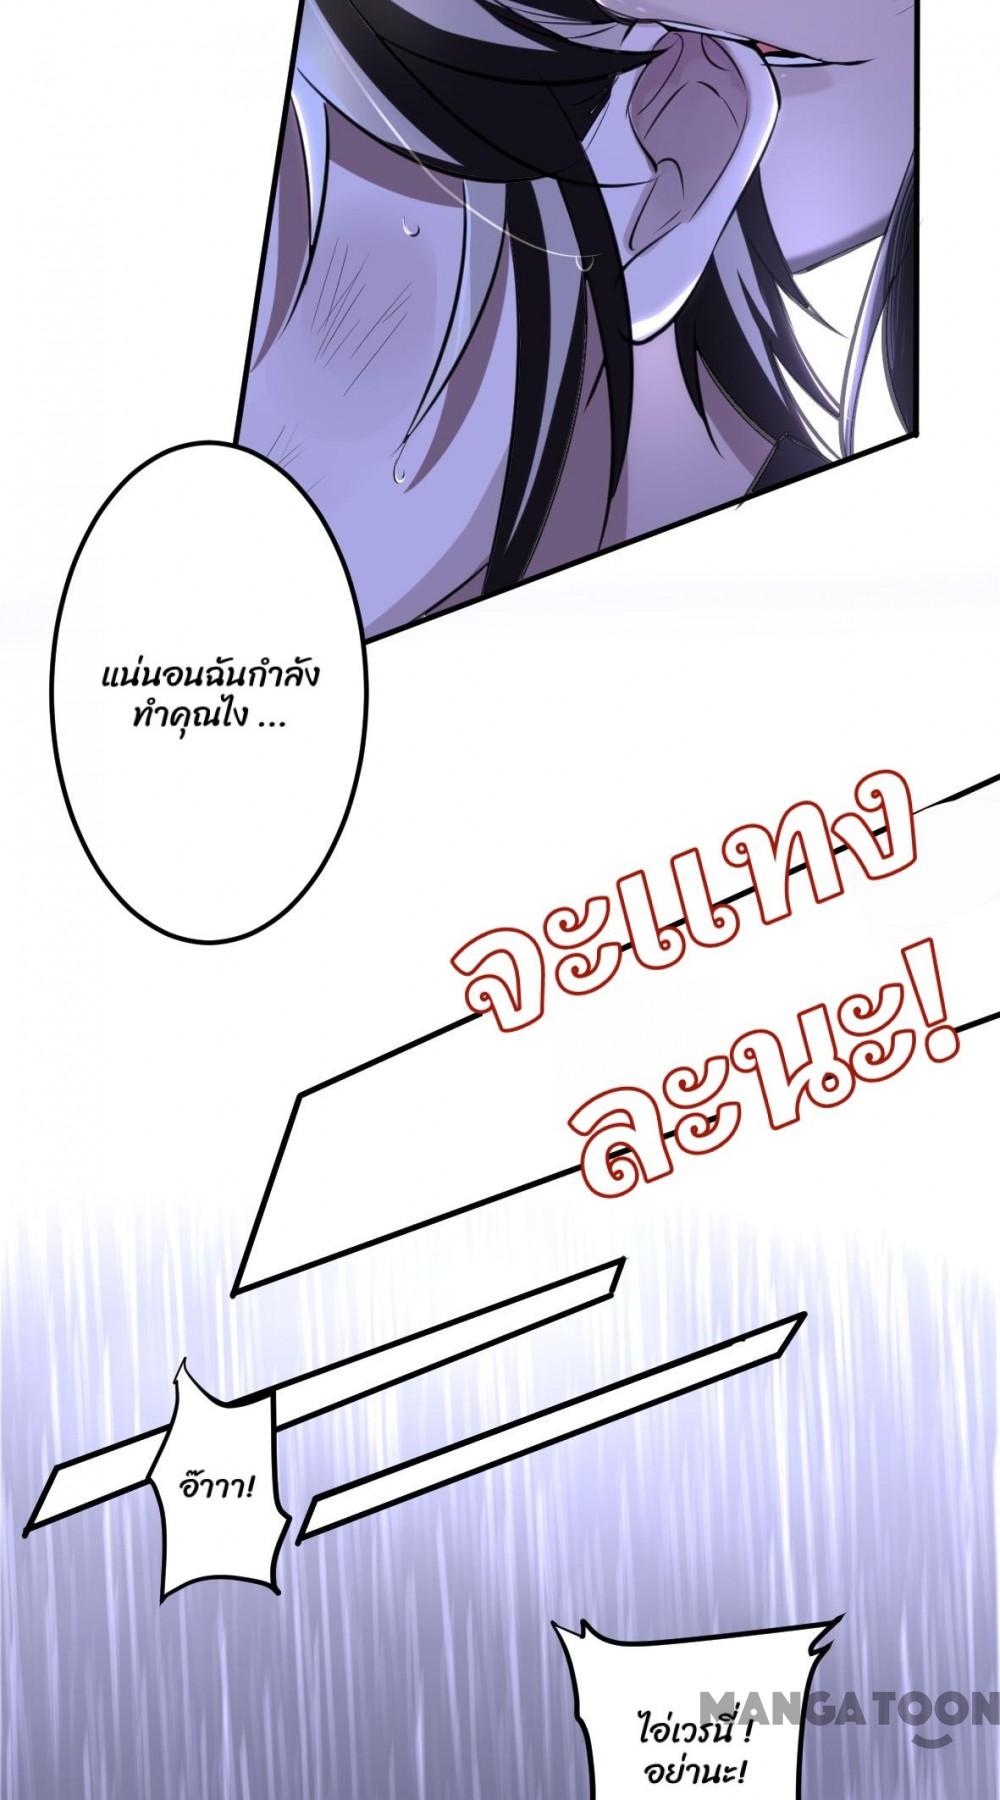 แน่นอนฉันกำลัง
ทำคุณไง ...
จะแทง
ละนะ!
อ๊าาา!
ไอ่เวรนี่ !
อย่านะ!
MANGATOON